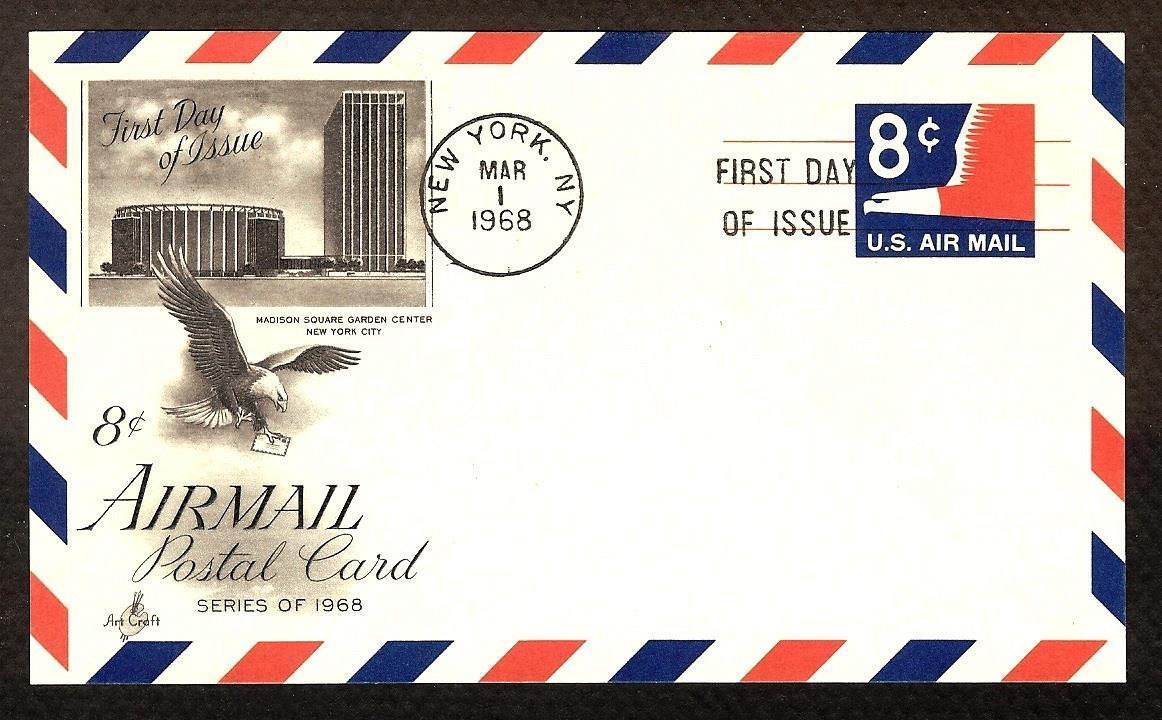 First Day
of Issue
MADISON SQUARE GARDEN CENTER
NEW YORK CITY
8¢
AIRMAIL
Postal Card
SERIES OF 1968
Art Craft
NEW YORK, NY
MAR
1
1968
FIRST DAY
OF ISSUE
8¢
U.S. AIR MAIL